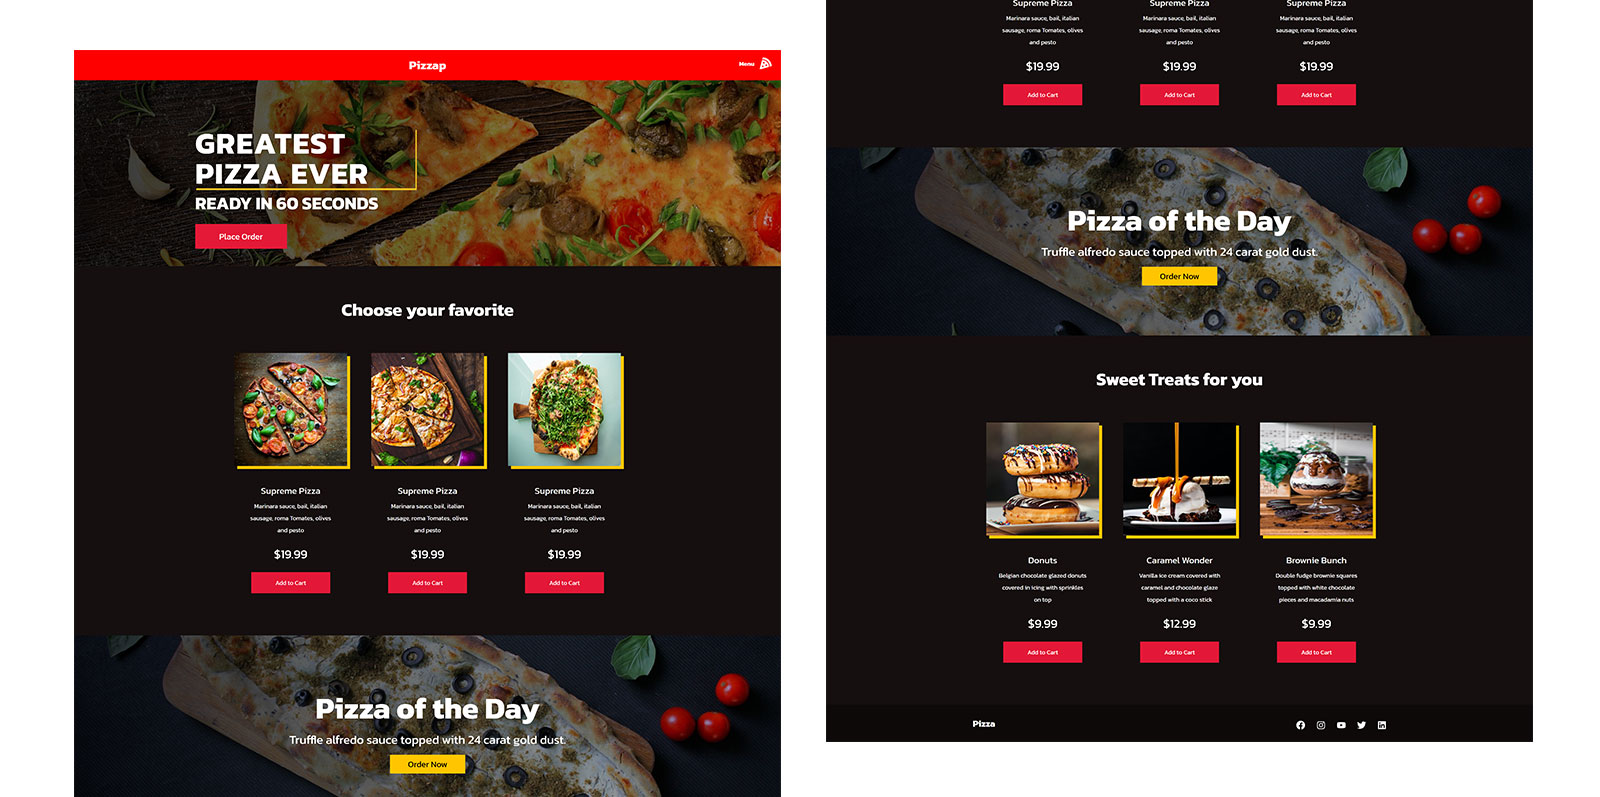 Pizzap
Menu
GREATEST
PIZZA EVER
READY IN 60 SECONDS
Place Order
Choose your favorite
Supreme Pizza
Marinara sauce, bail, italian
sausage, roma Tomates, olives
and pesto
$19.99
Add to Cart
Supreme Pizza
Marinara sauce, bail, italian
sausage, roma Tomates, olives
and pesto
$19.99
Add to Cart
Supreme Pizza
Marinara sauce, bail, italian
sausage, roma Tomates, olives
and pesto
$19.99
Add to Cart
Pizza of the Day
Truffle alfredo sauce topped with 24 carat gold dust.
Order Now
Supreme Pizza
Marinara sauce, bail, italian
sausage, roma Tomates, olives
and pesto
$19.99
Add to Cart
Supreme Pizza
Marinara sauce, bail, italian
sausage, roma Tomates, olives
and pesto
$19.99
Add to Cart
Supreme Pizza
Marinara sauce, bail, italian
sausage, roma Tomates, olives
and pesto
$19.99
Add to Cart
Pizza of the Day
Truffle alfredo sauce topped with 24 carat gold dust.
Order Now
Sweet Treats for you
Donuts
Belgian chocolate glazed donuts
covered in icing with sprinkles
on top
$9.99
Add to Cart
Caramel Wonder
Vanilla ice cream covered with
caramel and chocolate glaze
topped with a coco stick
$12.99
Add to Cart
Brownie Bunch
Double fudge brownie squares
topped with white chocolate
pieces and macadamia nuts
$9.99
Add to Cart
Pizza